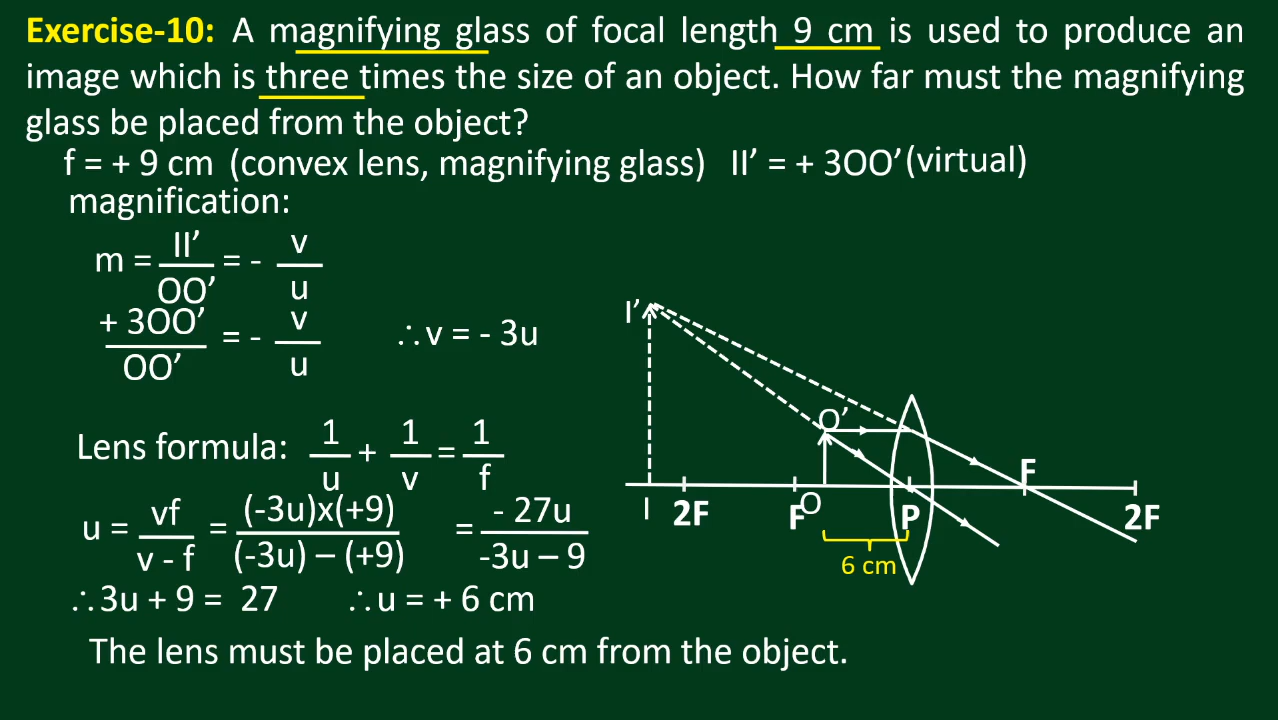 Exercise-10: A magnifying glass of focal length 9 cm is used to produce an
image which is three times the size of an object. How far must the magnifying
glass be placed from the object?
f = + 9 cm (convex lens, magnifying glass) II’ = + 3OO’ (virtual)
magnification:
m = II’/OO’ = - v/u
+ 3OO’/OO’ = - v/u ∴v = - 3u
Lens formula: 1/u + 1/v = 1/f
u = vf/v - f = (-3u)x(+9)/(-3u) – (+9) = - 27u/-3u – 9
∴3u + 9 = 27 ∴u = + 6 cm
The lens must be placed at 6 cm from the object.
I’
O’
F
I 2F F O P 2F
6 cm